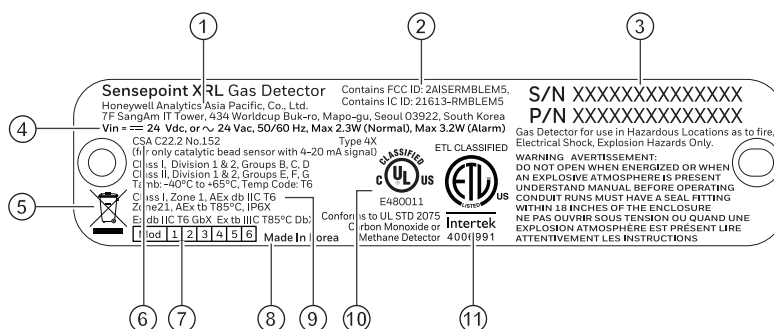 1
2
3
Sensepoint XRL Gas Detector
Honeywell Analytics Asia Pacific, Co., Ltd.
7F SangAm IT Tower, 434 Worldcup Buk-ro, Mapo-gu, Seoul 03922, South Korea
4
Vin = ⎓ 24 Vdc, or ∿ 24 Vac, 50/60 Hz, Max 2.3W (Normal), Max 3.2W (Alarm)
Contains FCC ID: 2AISERMBLEM5,
Contains IC ID: 21613-RMBLEM5
S/N XXXXXXXXXXXXXXX
P/N XXXXXXXXXXXXXXX
CSA C22.2 No.152
Type 4X
(for only catalytic bead sensor with 4-20 mA signal)
Class I, Division 1 & 2, Groups B, C, D
Class II, Division 1 & 2, Groups E, F, G
Tamb: -40°C to +65°C, Temp Code: T6
5
Class I, Zone 1, AEx db IIC T6
Zone21, AEx tb T85°C, IP6X
Ex db IIC T6 GbX Ex tb IIIC T85°C Db
Mod 1 2 3 4 5 6
Made In Korea
CLASSIFIED
C UL US
E480011
Conforms to UL STD 2075
Carbon Monoxide or
Methane Detector
ETL CLASSIFIED
ETL
LISTED
US
Intertek
4006991
Gas Detector for use in Hazardous Locations as to fire,
Electrical Shock, Explosion Hazards Only.
WARNING AVERTISSEMENT:
DO NOT OPEN WHEN ENERGIZED OR WHEN
AN EXPLOSIVE ATMOSPHERE IS PRESENT
UNDERSTAND MANUAL BEFORE OPERATING
CONDUIT RUNS MUST HAVE A SEAL FITTING
WITHIN 18 INCHES OF THE ENCLOSURE
NE PAS OUVRIR SOUS TENSION OU QUAND UNE
EXPLOSION ATMOSPHÈRE EST PRÉSENT LIRE
ATTENTIVEMENT LES INSTRUCTIONS
6
7
8
9
10
11